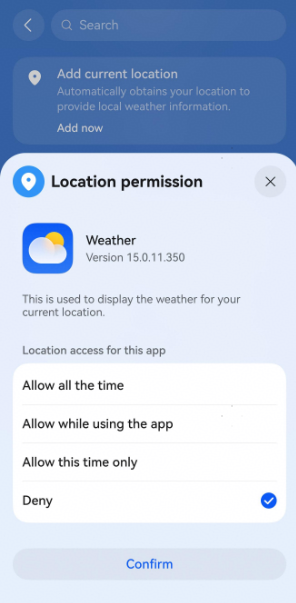 Search
Add current location
Automatically obtains your location to
provide local weather information.
Add now
Location permission
Weather
Version 15.0.11.350
This is used to display the weather for your
current location.
Location access for this app
Allow all the time
Allow while using the app
Allow this time only
Deny
Confirm